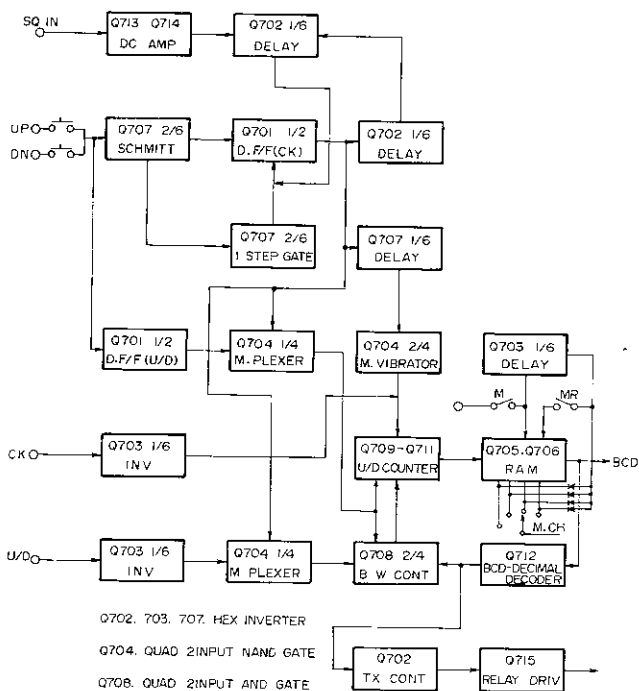 SQ IN
Q713 Q714
DC AMP
Q702 1/6
DELAY
UP
DN
Q707 2/6
SCHMITT
Q701 1/2
D.F/F(CK)
Q702 1/6
DELAY
Q707 2/6
1 STEP GATE
Q707 1/6
DELAY
Q701 1/2
D.F/F(U/D)
Q704 1/4
M.PLEXER
Q704 2/4
M.VIBRATOR
Q703 1/6
DELAY
M
MR
CK
Q703 1/6
INV
Q709-Q711
U/D COUNTER
Q705.Q706
RAM
BCD
M.CH
U/D
Q703 1/6
INV
Q704 1/4
M PLEXER
Q708 2/4
B W CONT
Q712
BCD-DECIMAL
DECODER
Q702. 703. 707. HEX INVERTER
Q704. QUAD 2INPUT NAND GATE
Q708. QUAD 2INPUT AND GATE
Q702
TX CONT
Q715
RELAY DRIV